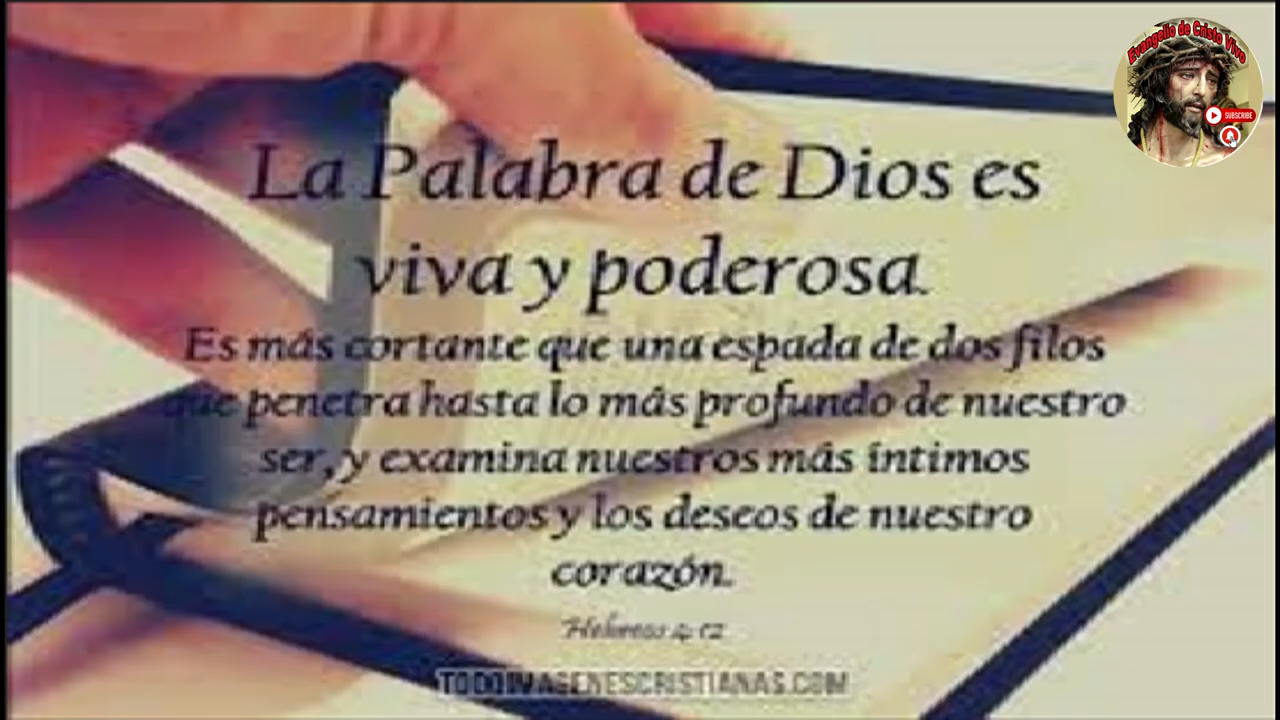 Evangelio de Cristo Vivo
SUBSCRIBE
La Palabra de Dios es
viva y poderosa.
Es más cortante que una espada de dos filos
que penetra hasta lo más profundo de nuestro
ser, y examina nuestros más íntimos
pensamientos y los deseos de nuestro
corazón.
Hebreos 4:12
TODOIMAGENESCRISTIANAS.COM